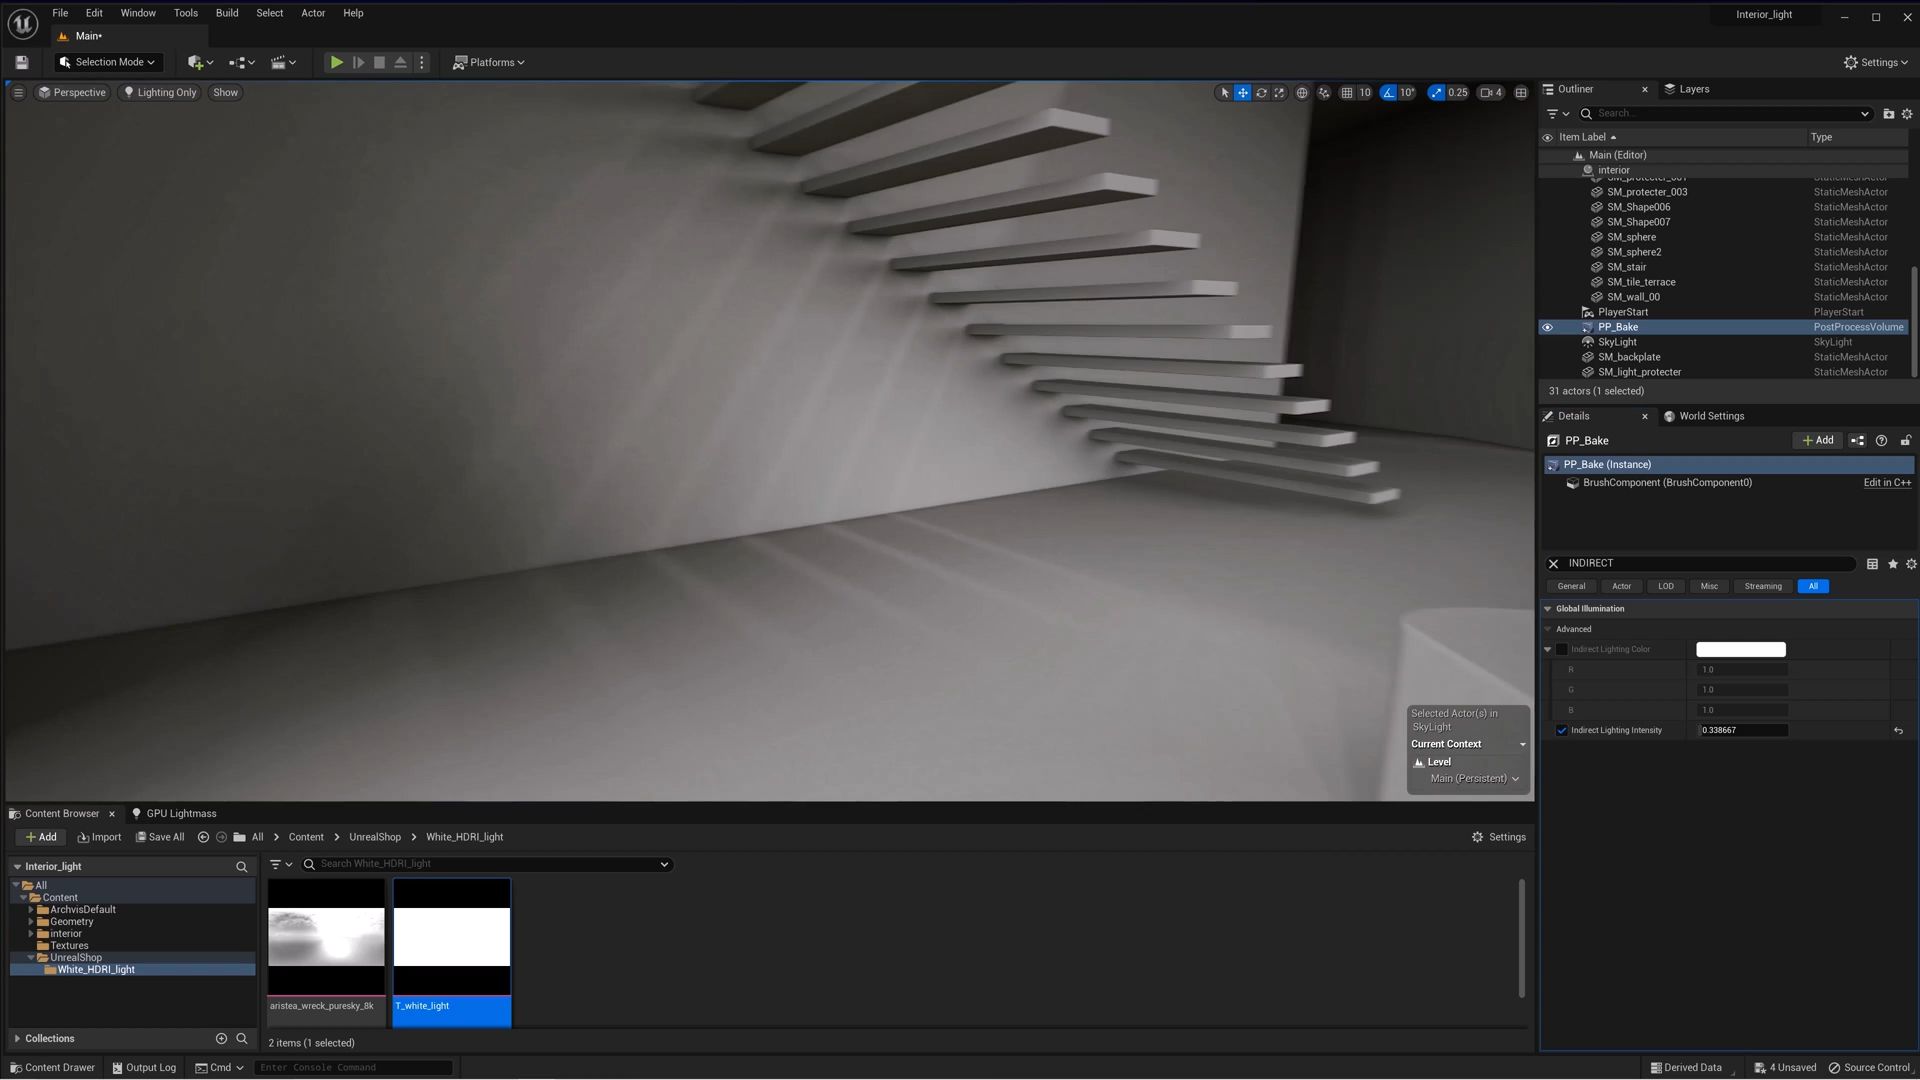 File Edit Window Tools Build Select Actor Help
Interior_light
Main•
Selection Mode
Platforms
Settings
Perspective
Lighting Only
Show
10
10°
0.25
4
Outliner
Layers
Search...
Item Label
Type
Main (Editor)
interior
SM_protecter_003 StaticMeshActor
SM_Shape006 StaticMeshActor
SM_Shape007 StaticMeshActor
SM_sphere StaticMeshActor
SM_sphere2 StaticMeshActor
SM_stair StaticMeshActor
SM_tile_terrace StaticMeshActor
SM_wall_00 StaticMeshActor
PlayerStart PlayerStart
PP_Bake PostProcessVolume
SkyLight SkyLight
SM_backplate StaticMeshActor
SM_light_protecter StaticMeshActor
31 actors (1 selected)
Details
World Settings
PP_Bake
+ Add
PP_Bake (Instance)
BrushComponent (BrushComponent0)
Edit in C++
INDIRECT
General Actor LOD Misc Streaming All
Global Illumination
Advanced
Indirect Lighting Color
R 1.0
G 1.0
B 1.0
Indirect Lighting Intensity 0.338667
Selected Actor(s) in
SkyLight
Current Context
Level
Main (Persistent)
Content Browser
GPU Lightmass
+ Add
Import
Save All
All > Content > UnrealShop > White_HDRI_light
Settings
Interior_light
Search White_HDRI_light
All
Content
ArchvisDefault
Geometry
interior
Textures
UnrealShop
White_HDRI_light
aristea_wreck_puresky_8k
T_white_light
Collections
2 items (1 selected)
Content Drawer
Output Log
Cmd
Enter Console Command
Derived Data
4 Unsaved
Source Control